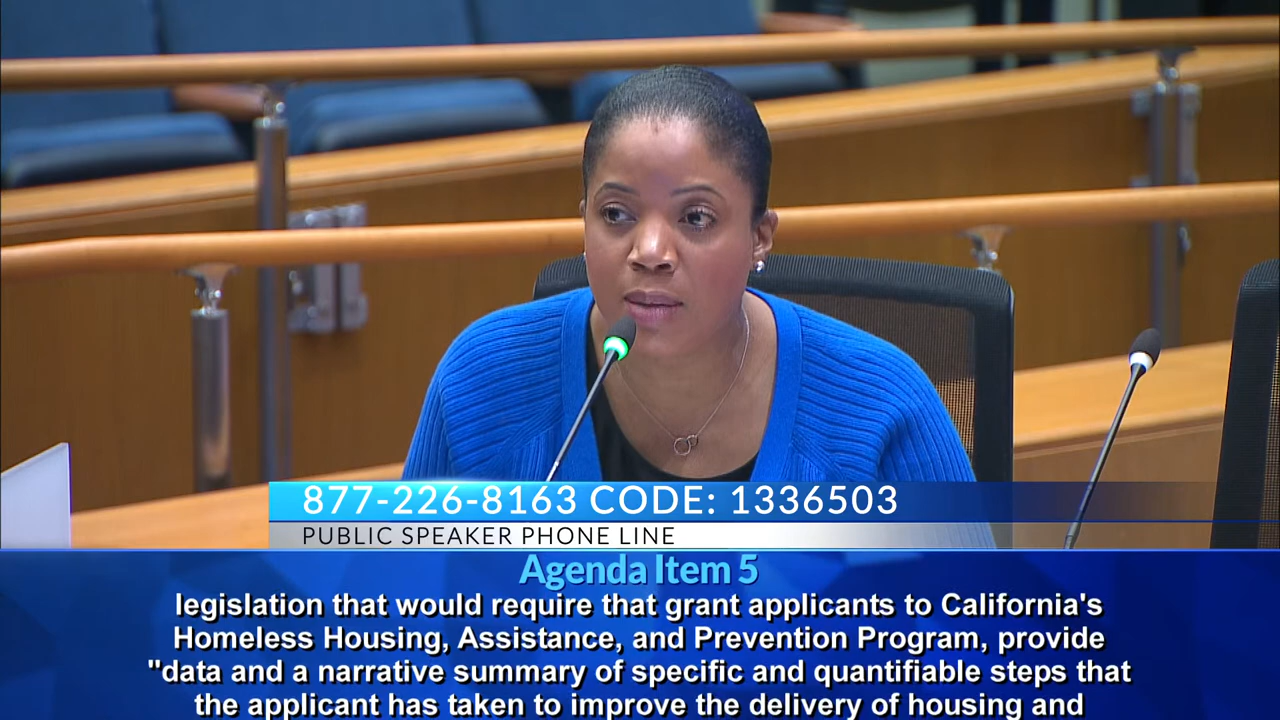 877-226-8163 CODE: 1336503
PUBLIC SPEAKER PHONE LINE
Agenda Item 5
legislation that would require that grant applicants to California's
Homeless Housing, Assistance, and Prevention Program, provide
"data and a narrative summary of specific and quantifiable steps that
the applicant has taken to improve the delivery of housing and